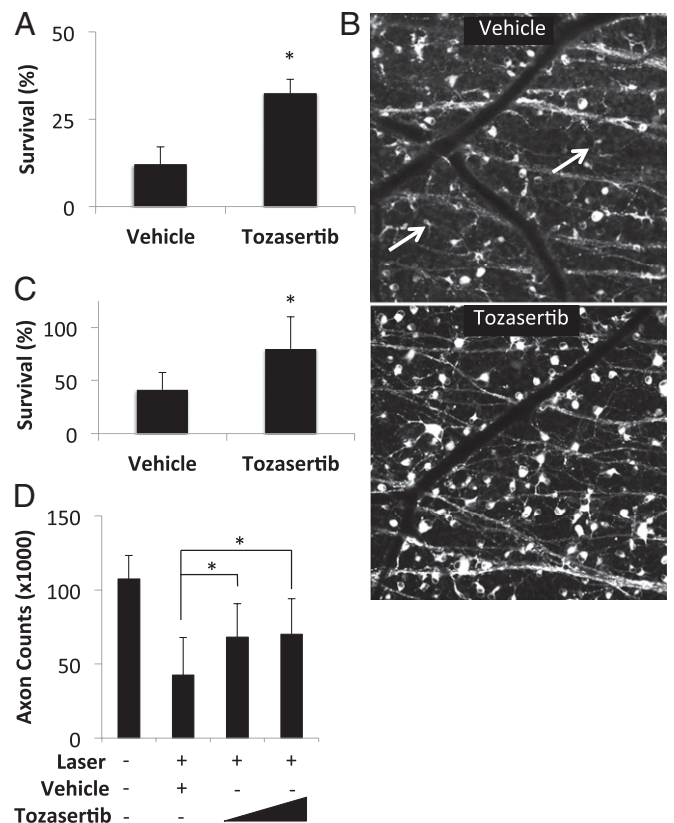 A
50
*
25
0
Survival (%)
Vehicle Tozasertib
B
Vehicle
Tozasertib
C
100
*
50
0
Survival (%)
Vehicle Tozasertib
D
150
*
100
*
50
0
Axon Counts (x1000)
Laser - + + +
Vehicle - + - -
Tozasertib - -